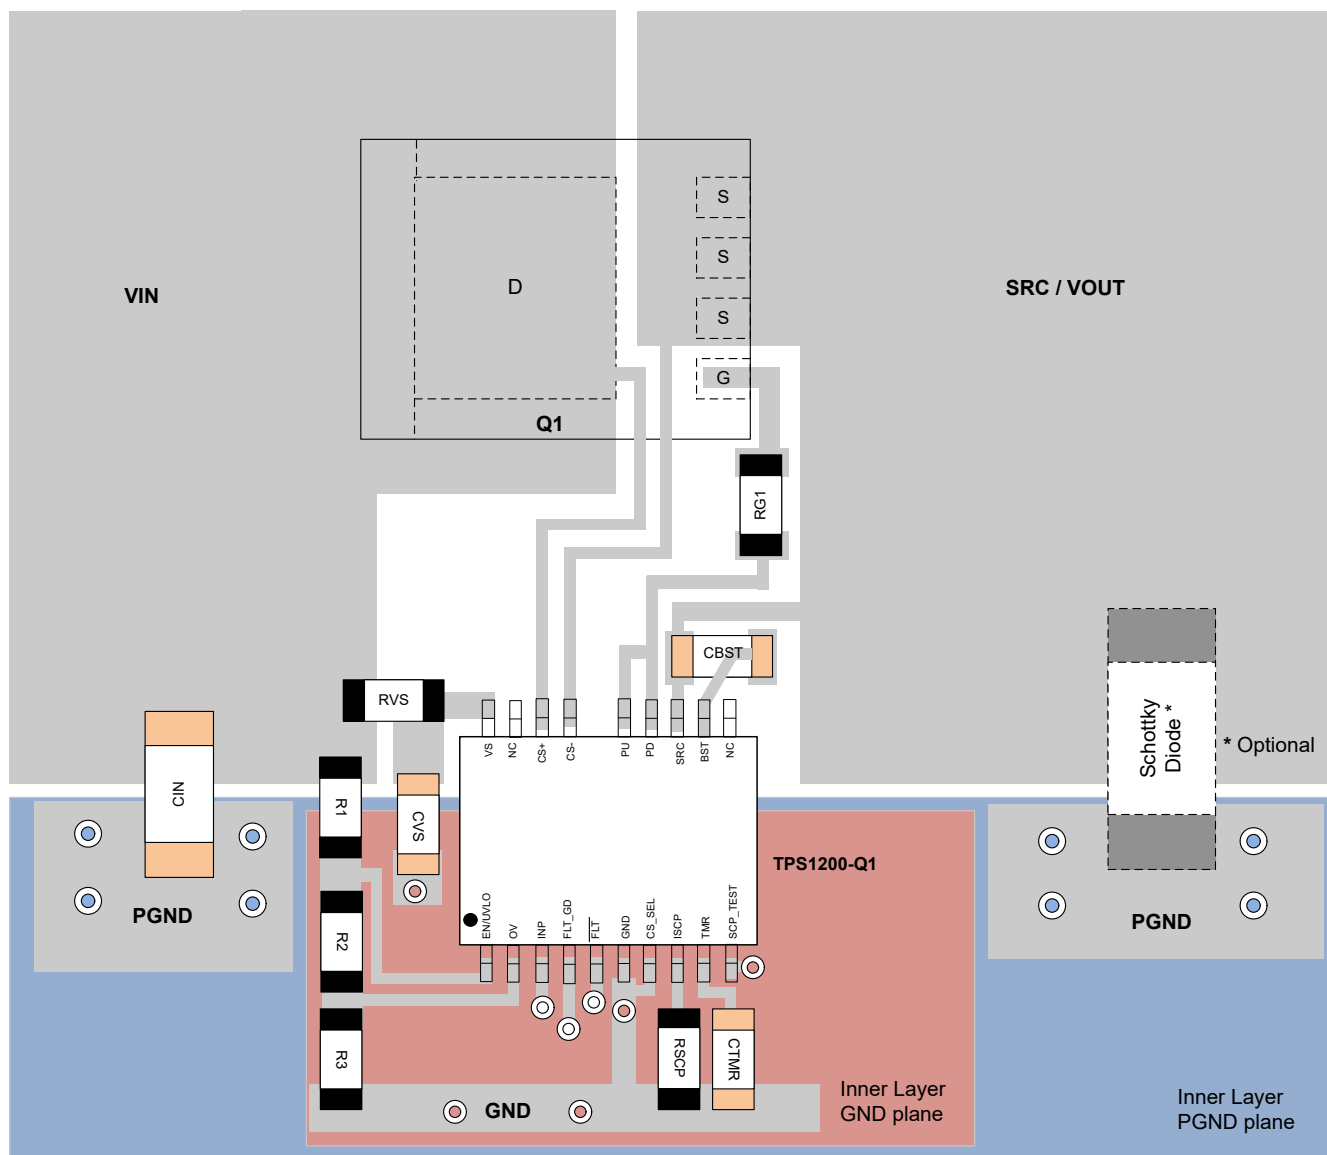 S
S
VIN
D
SRC / VOUT
S
G
Q1
RG1
CBST
RVS
VS
NC
CS+
CS-
PU
PD
SRC
BST
NC
Schottky
Diode *
* Optional
CIN
R1
CVS
TPS1200-Q1
PGND
R2
EN/UVLO
OV
INP
FLT_GD
FLT
GND
CS_SEL
ISCP
TMR
SCP_TEST
PGND
R3
RSCP
CTMR
GND
Inner Layer
GND plane
Inner Layer
PGND plane